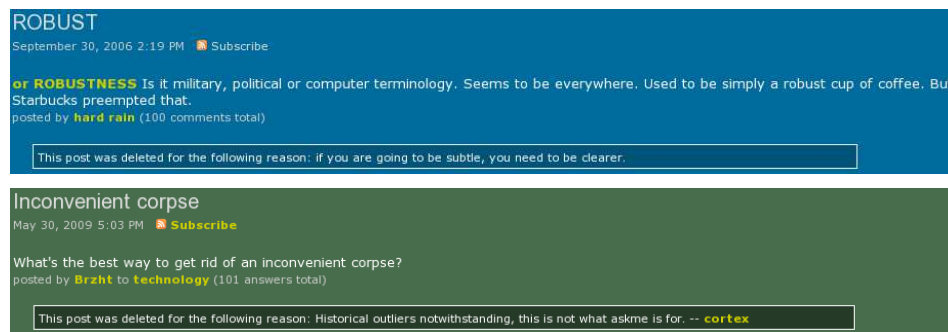 ROBUST
September 30, 2006 2:19 PM Subscribe
or ROBUSTNESS Is it military, political or computer terminology. Seems to be everywhere. Used to be simply a robust cup of coffee. Bu
Starbucks preempted that.
posted by hard rain (100 comments total)
This post was deleted for the following reason: if you are going to be subtle, you need to be clearer.
Inconvenient corpse
May 30, 2009 5:03 PM Subscribe
What's the best way to get rid of an inconvenient corpse?
posted by Brzht to technology (101 answers total)
This post was deleted for the following reason: Historical outliers notwithstanding, this is not what askme is for. -- cortex